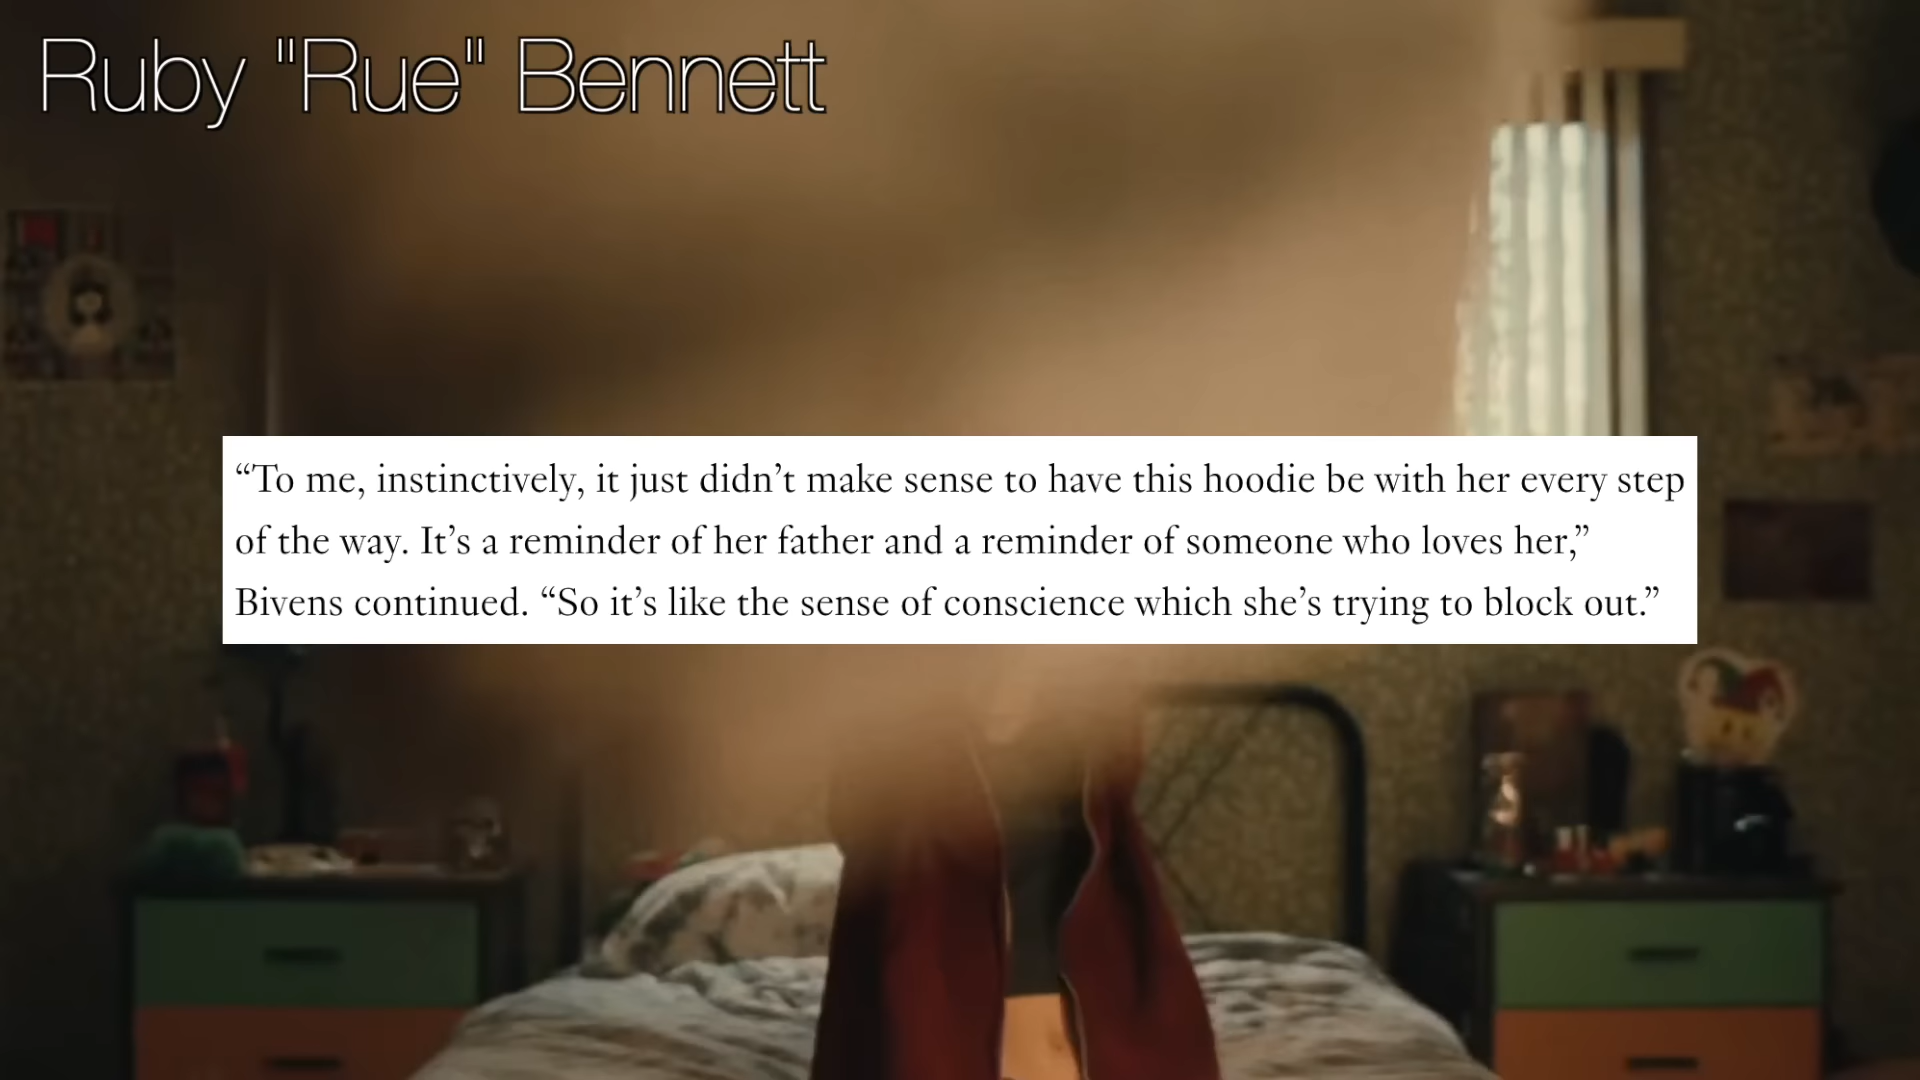 Ruby "Rue" Bennett
“To me, instinctively, it just didn’t make sense to have this hoodie be with her every step
of the way. It’s a reminder of her father and a reminder of someone who loves her,”
Bivens continued. “So it’s like the sense of conscience which she’s trying to block out.”